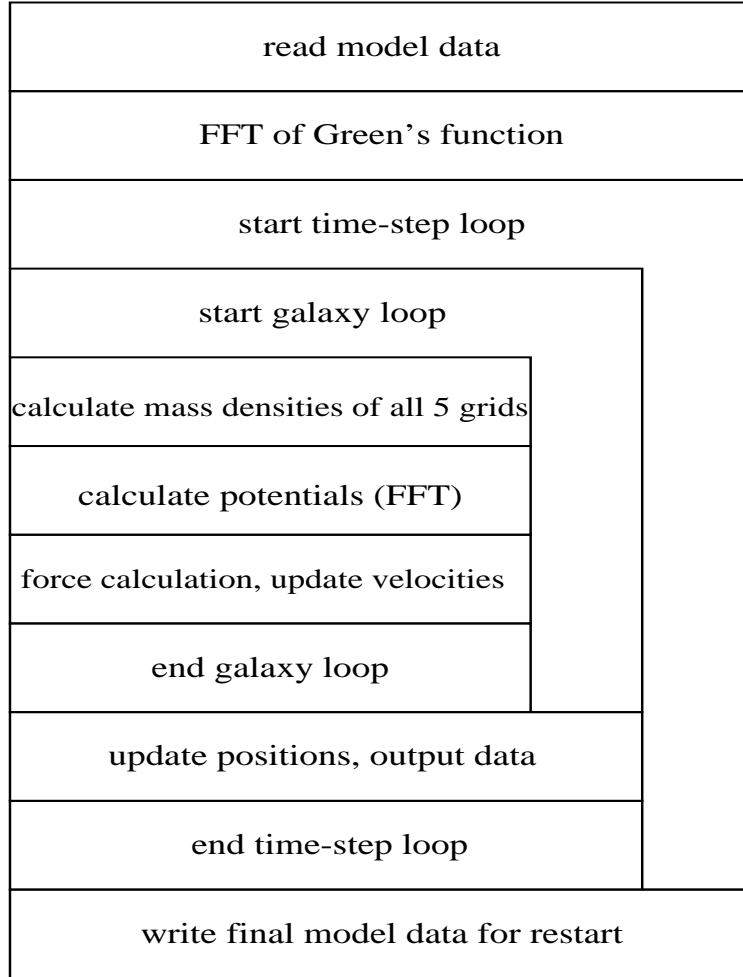 read model data
FFT of Green’s function
start time-step loop
start galaxy loop
calculate mass densities of all 5 grids
calculate potentials (FFT)
force calculation, update velocities
end galaxy loop
update positions, output data
end time-step loop
write final model data for restart